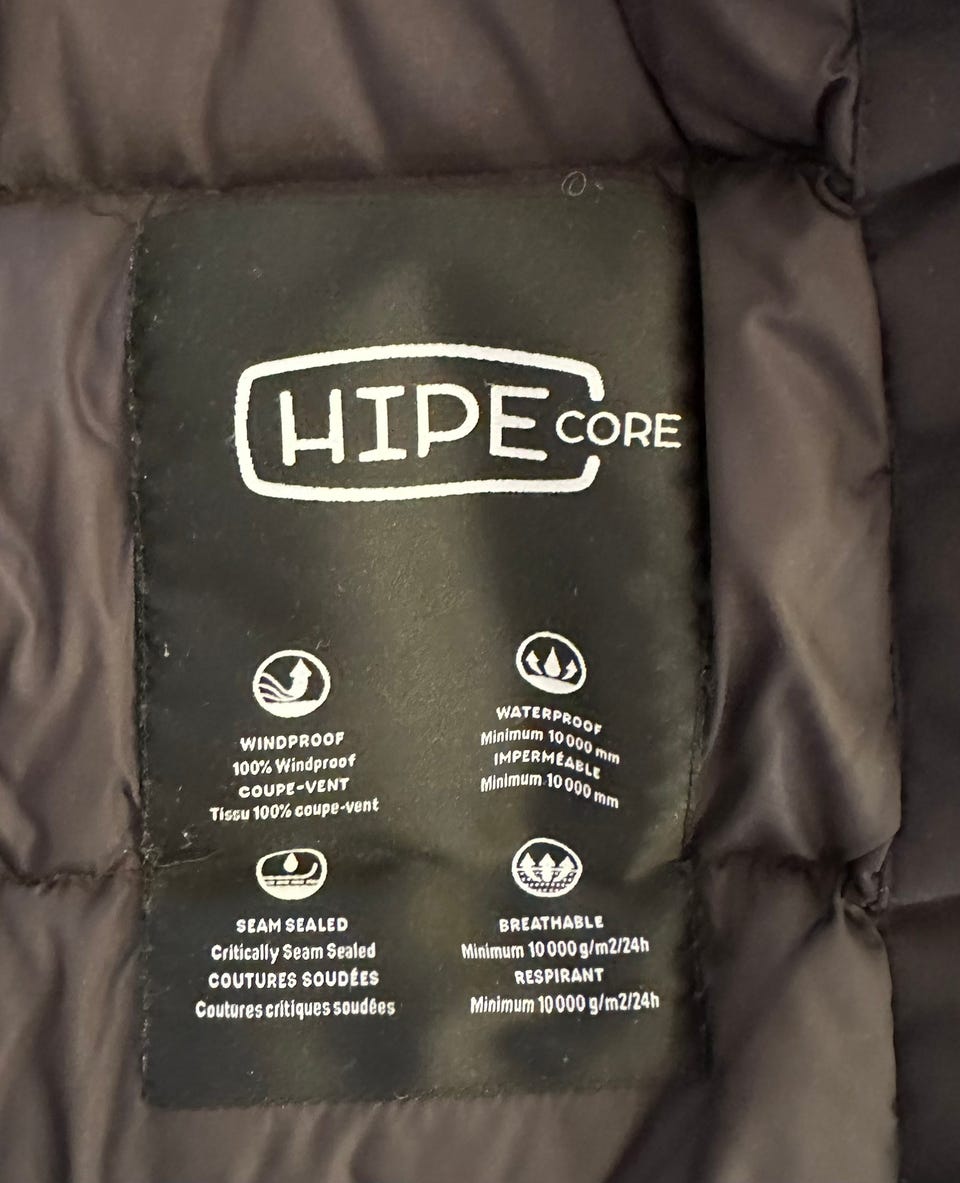 HIPE CORE
WINDPROOF
100% Windproof
COUPE-VENT
Tissu 100% coupe-vent
WATERPROOF
Minimum 10 000 mm
IMPERMÉABLE
Minimum 10 000 mm
SEAM SEALED
Critically Seam Sealed
COUTURES SOUDÉES
Coutures critiques soudées
BREATHABLE
Minimum 10 000 g/m2/24h
RESPIRANT
Minimum 10 000 g/m2/24h